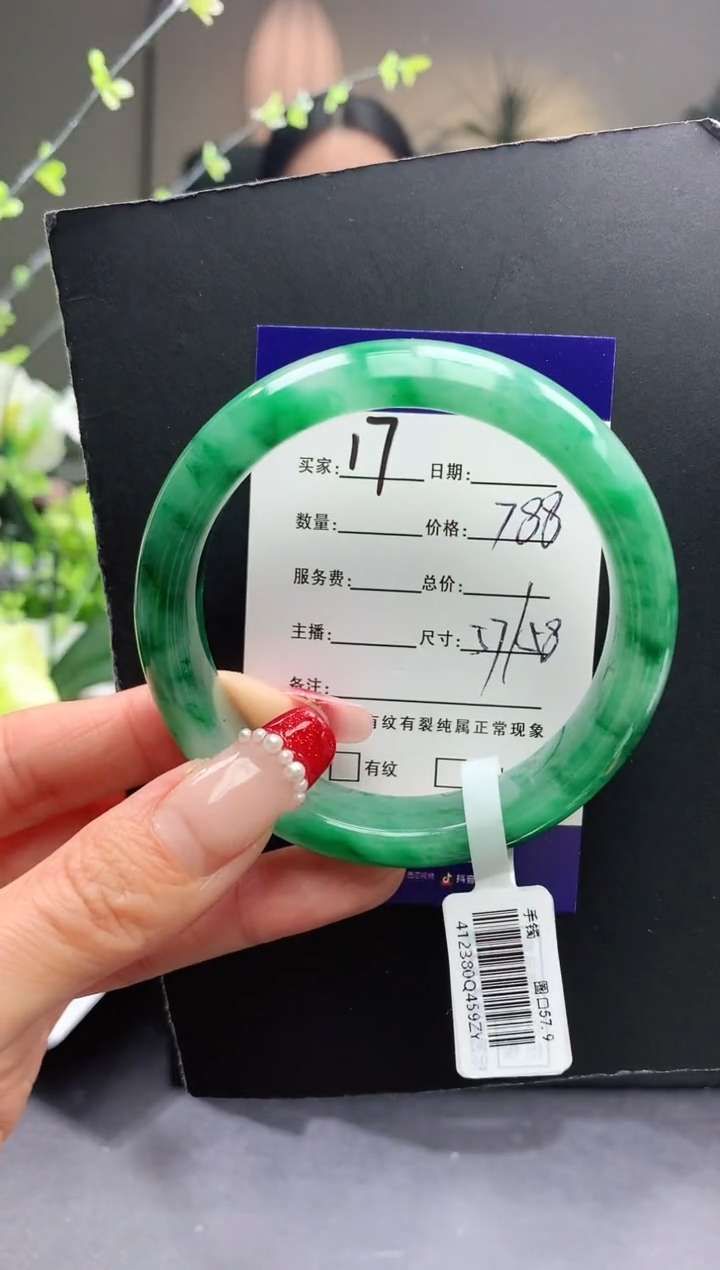 买家: 17 日期:
数量: 价格: 788
服务费: 总价:
主播: 尺寸: 57/58
备注:
有纹有裂纯属正常现象
有纹
抖音
手镯
圈口57.9
412380Q459ZY